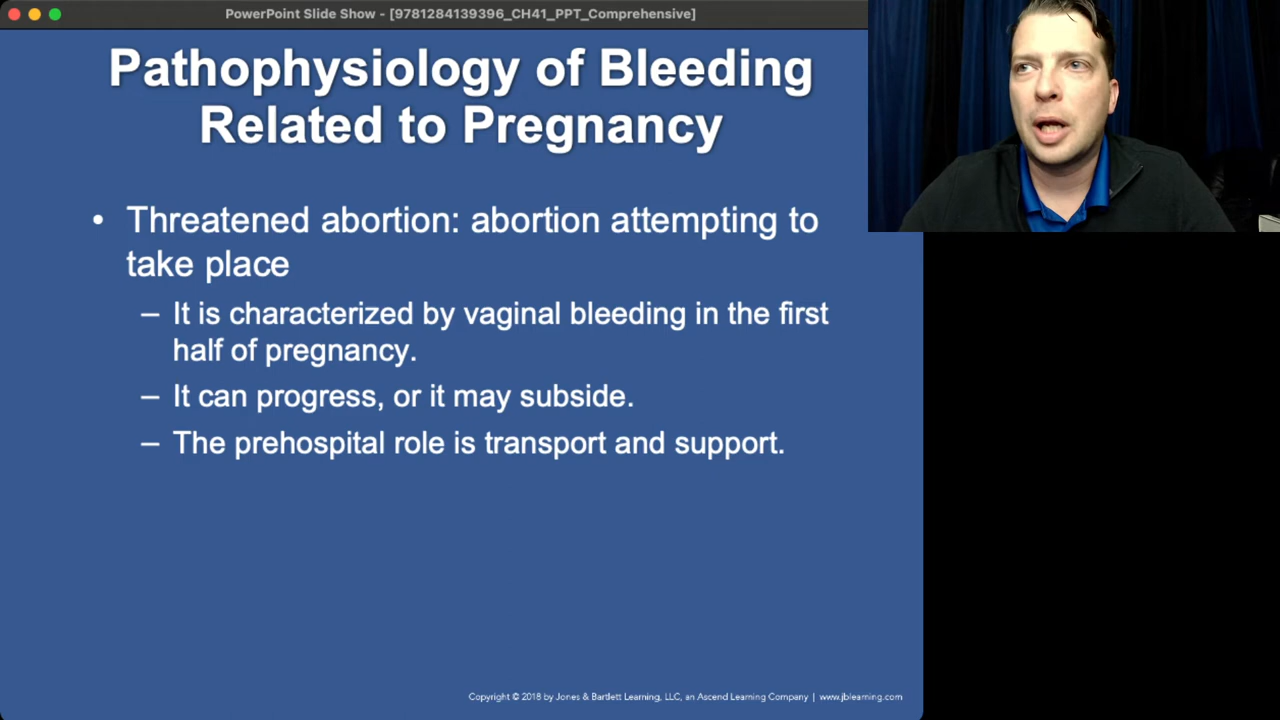 PowerPoint Slide Show - [9781284139396_CH41_PPT_Comprehensive]
Pathophysiology of Bleeding
Related to Pregnancy
• Threatened abortion: abortion attempting to
take place
– It is characterized by vaginal bleeding in the first
half of pregnancy.
– It can progress, or it may subside.
– The prehospital role is transport and support.
Copyright © 2018 by Jones & Bartlett Learning, LLC, an Ascend Learning Company | www.jblearning.com